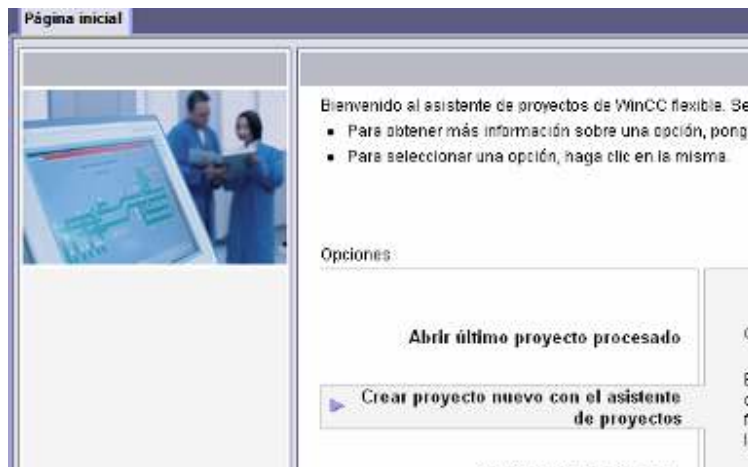 Página inicial
Bienvenido al asistente de proyectos de WinCC flexible. Se
• Para obtener más información sobre una opción, pong
• Para seleccionar una opción, haga clic en la misma.
Opciones
Abrir último proyecto procesado
Crear proyecto nuevo con el asistente
de proyectos